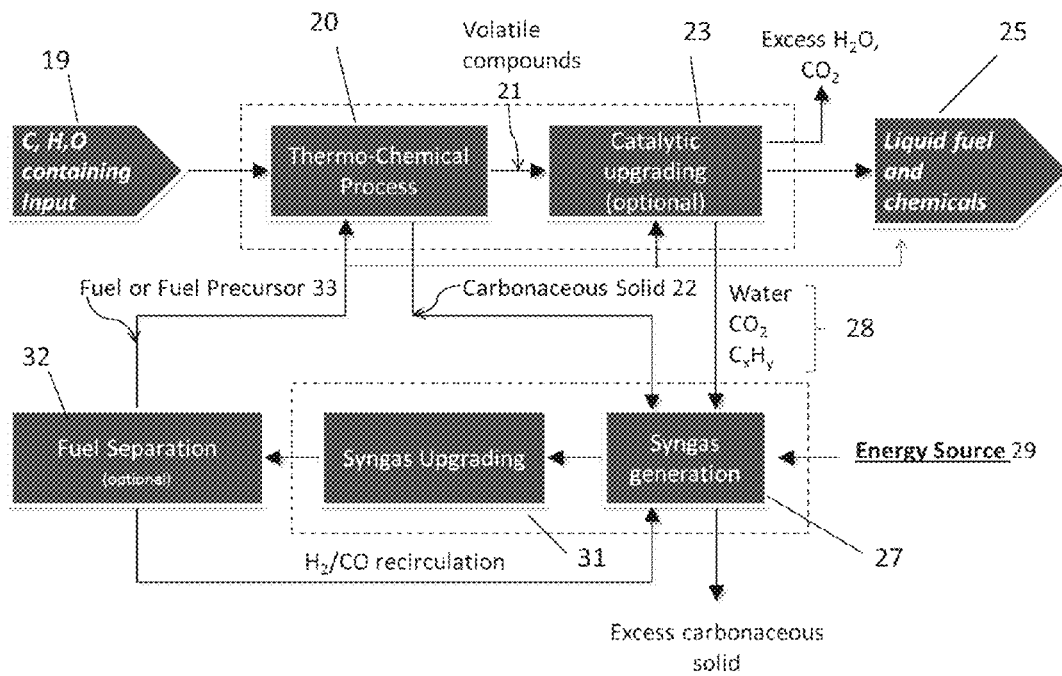 19
20
Volatile
compounds
21
23
Excess H₂O,
CO₂
25
C, H,O
containing
Input
Thermo-Chemical
Process
Catalytic
upgrading
(optional)
Liquid fuel
and
chemicals
Fuel or Fuel Precursor 33
Carbonaceous Solid 22
Water
CO₂
CₓHᵧ
28
32
Fuel Separation
(optional)
Syngas Upgrading
Syngas
generation
Energy Source 29
H₂/CO recirculation
31
27
Excess carbonaceous
solid